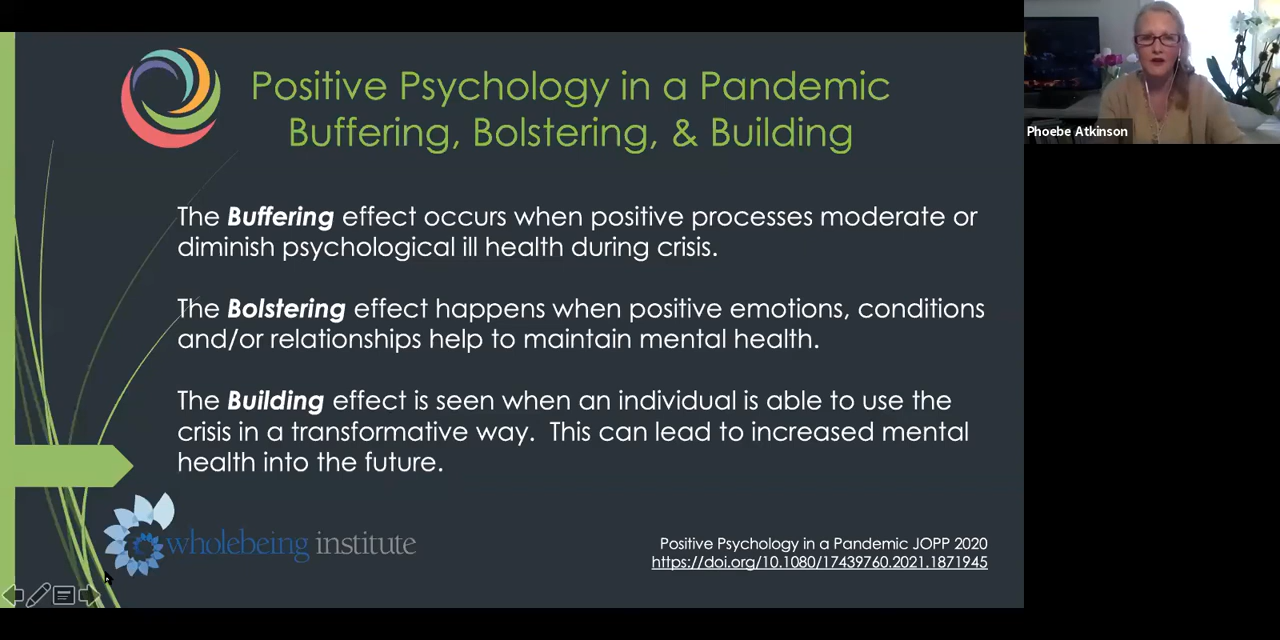 Positive Psychology in a Pandemic
Buffering, Bolstering, & Building
Phoebe Atkinson
The Buffering effect occurs when positive processes moderate or
diminish psychological ill health during crisis.
The Bolstering effect happens when positive emotions, conditions
and/or relationships help to maintain mental health.
The Building effect is seen when an individual is able to use the
crisis in a transformative way.  This can lead to increased mental
health into the future.
wholebeing institute
Positive Psychology in a Pandemic JOPP 2020
https://doi.org/10.1080/17439760.2021.1871945